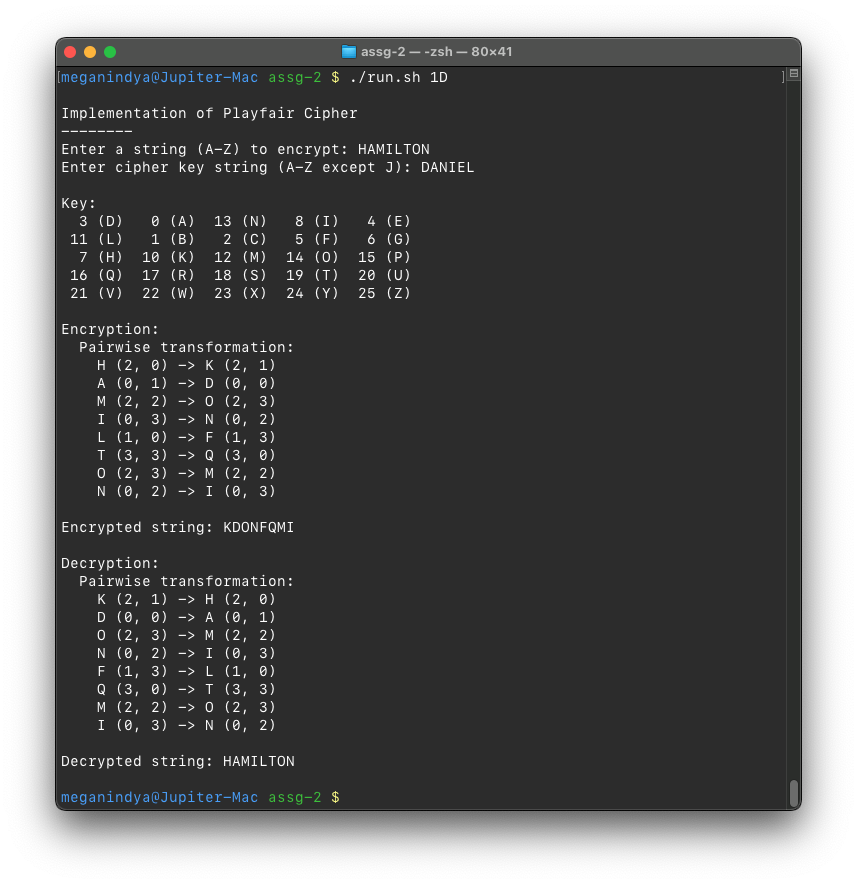 assg-2 — -zsh — 80×41
[meganindya@Jupiter-Mac assg-2 $ ./run.sh 1D ]
Implementation of Playfair Cipher
--------
Enter a string (A-Z) to encrypt: HAMILTON
Enter cipher key string (A-Z except J): DANIEL
Key:
3 (D) 0 (A) 13 (N) 8 (I) 4 (E)
11 (L) 1 (B) 2 (C) 5 (F) 6 (G)
7 (H) 10 (K) 12 (M) 14 (O) 15 (P)
16 (Q) 17 (R) 18 (S) 19 (T) 20 (U)
21 (V) 22 (W) 23 (X) 24 (Y) 25 (Z)
Encryption:
Pairwise transformation:
H (2, 0) -> K (2, 1)
A (0, 1) -> D (0, 0)
M (2, 2) -> O (2, 3)
I (0, 3) -> N (0, 2)
L (1, 0) -> F (1, 3)
T (3, 3) -> Q (3, 0)
O (2, 3) -> M (2, 2)
N (0, 2) -> I (0, 3)
Encrypted string: KDONFQMI
Decryption:
Pairwise transformation:
K (2, 1) -> H (2, 0)
D (0, 0) -> A (0, 1)
O (2, 3) -> M (2, 2)
N (0, 2) -> I (0, 3)
F (1, 3) -> L (1, 0)
Q (3, 0) -> T (3, 3)
M (2, 2) -> O (2, 3)
I (0, 3) -> N (0, 2)
Decrypted string: HAMILTON
meganindya@Jupiter-Mac assg-2 $